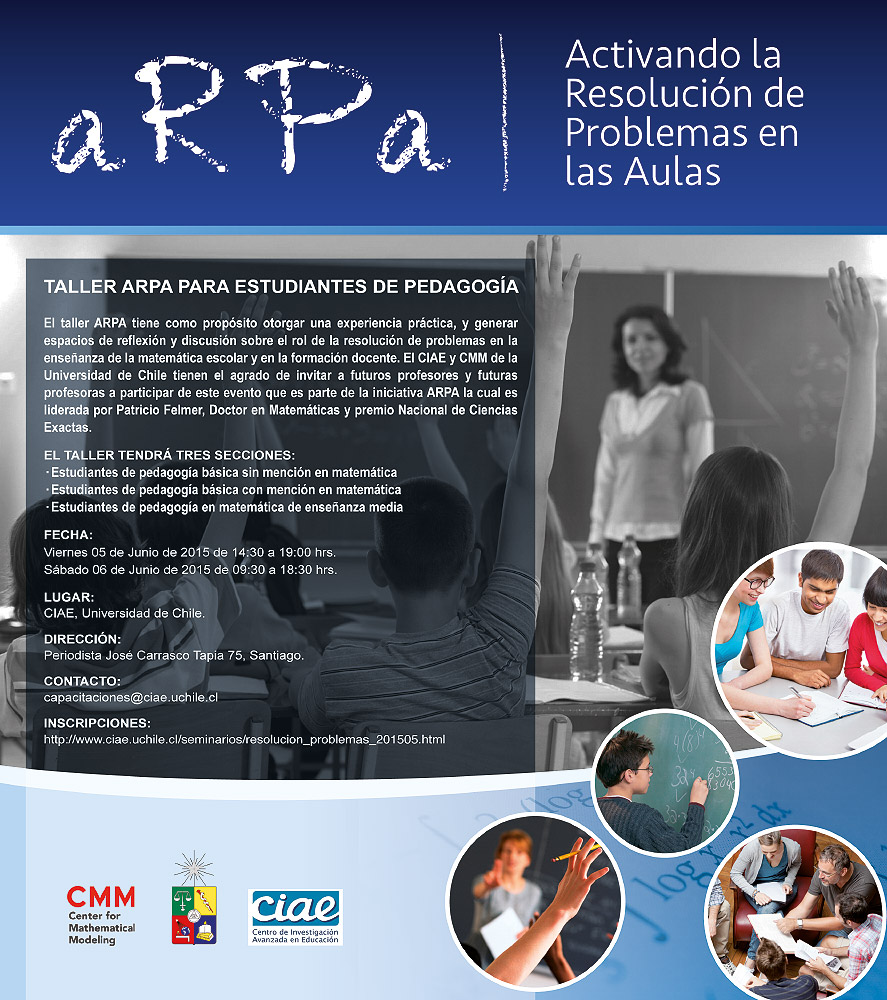 aRPa
Activando la
Resolución de
Problemas en
las Aulas
TALLER ARPA PARA ESTUDIANTES DE PEDAGOGÍA
El taller ARPA tiene como propósito otorgar una experiencia práctica, y generar
espacios de reflexión y discusión sobre el rol de la resolución de problemas en la
enseñanza de la matemática escolar y en la formación docente. El CIAE y CMM de la
Universidad de Chile tienen el agrado de invitar a futuros profesores y futuras
profesoras a participar de este evento que es parte de la iniciativa ARPA la cual es
liderada por Patricio Felmer, Doctor en Matemáticas y premio Nacional de Ciencias
Exactas.
EL TALLER TENDRÁ TRES SECCIONES:
·Estudiantes de pedagogía básica sin mención en matemática
·Estudiantes de pedagogía básica con mención en matemática
·Estudiantes de pedagogía en matemática de enseñanza media
FECHA:
Viernes 05 de Junio de 2015 de 14:30 a 19:00 hrs.
Sábado 06 de Junio de 2015 de 09:30 a 18:30 hrs.
LUGAR:
CIAE, Universidad de Chile.
DIRECCIÓN:
Periodista José Carrasco Tapia 75, Santiago.
CONTACTO:
capacitaciones@ciae.uchile.cl
INSCRIPCIONES:
http://www.ciae.uchile.cl/seminarios/resolucion_problemas_201505.html
CMM
Center for
Mathematical
Modeling
ciae
Centro de Investigación
Avanzada en Educación